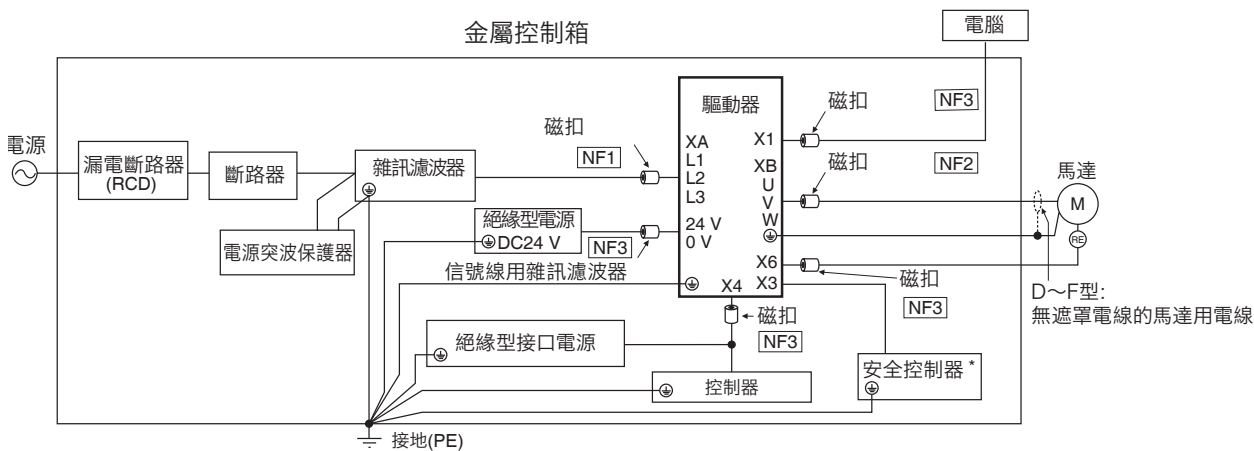 金屬控制箱
電腦
電源
漏電斷路器
(RCD)
斷路器
雜訊濾波器
電源突波保護器
磁扣
NF1
絕緣型電源
DC24 V
NF3
信號線用雜訊濾波器
驅動器
XA
L1
L2
L3
24 V
0 V
X1
XB
U
V
W
X6
X3
X4
磁扣
NF3
磁扣
NF2
馬達
M
RE
磁扣
NF3
D～F型:
無遮罩電線的馬達用電線
磁扣
NF3
絕緣型接口電源
控制器
安全控制器 *
接地(PE)